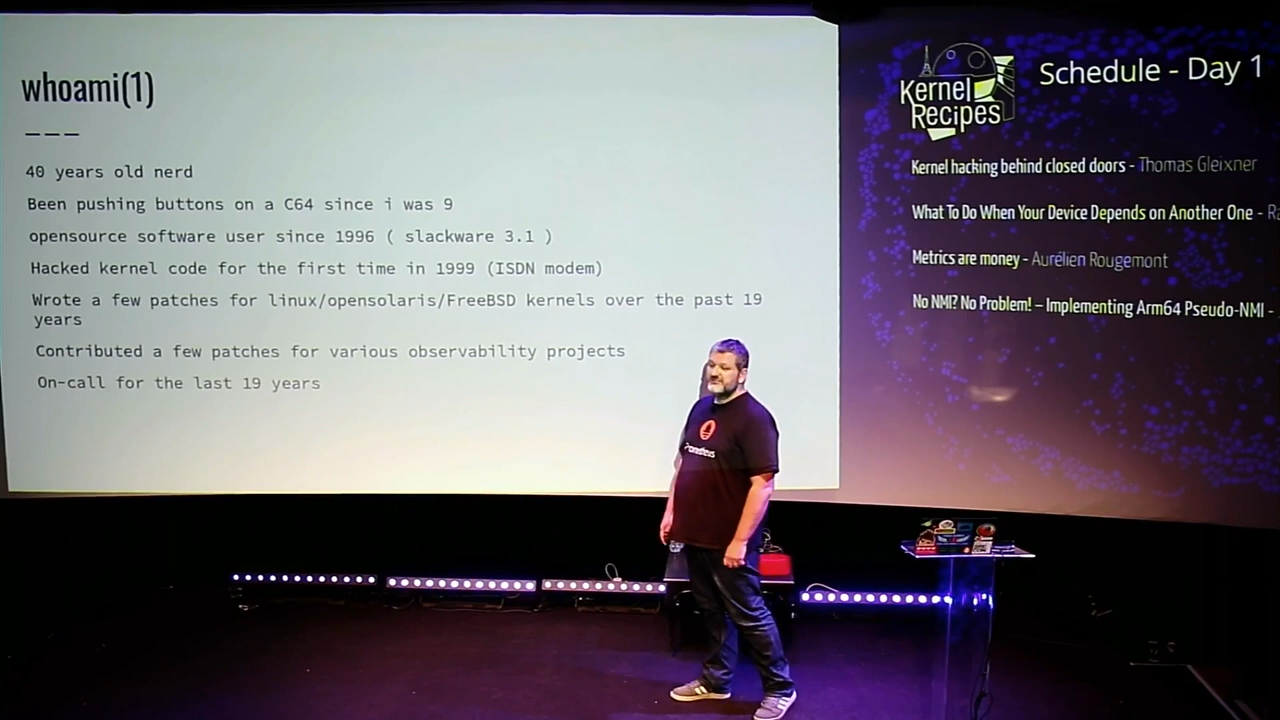 whoami(1)
---
40 years old nerd
Been pushing buttons on a C64 since i was 9
opensource software user since 1996 ( slackware 3.1 )
Hacked kernel code for the first time in 1999 (ISDN modem)
Wrote a few patches for linux/opensolaris/FreeBSD kernels over the past 19
years
Contributed a few patches for various observability projects
On-call for the last 19 years
Kernel
Recipes
Schedule - Day 1
Kernel hacking behind closed doors - Thomas Gleixner
What To Do When Your Device Depends on Another One -
Metrics are money - Aurélien Rougemont
No NMI? No Problem! – Implementing Arm64 Pseudo-NMI -
Prometheus